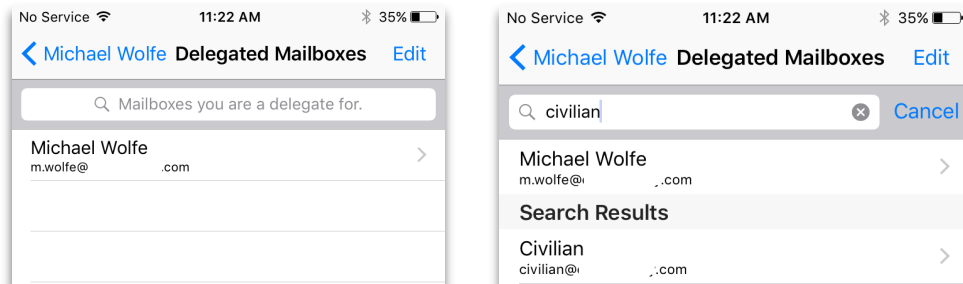 No Service 11:22 AM 35%
Michael Wolfe Delegated Mailboxes Edit
Mailboxes you are a delegate for.
Michael Wolfe
m.wolfe@ .com
No Service 11:22 AM 35%
Michael Wolfe Delegated Mailboxes Edit
civilian Cancel
Michael Wolfe
m.wolfe@ .com
Search Results
Civilian
civilian@ .com